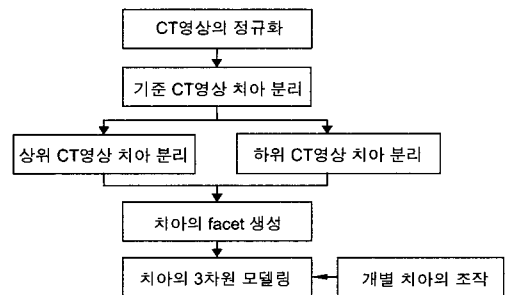 CT영상의 정규화
기준 CT영상 치아 분리
상위 CT영상 치아 분리
하위 CT영상 치아 분리
치아의 facet 생성
치아의 3차원 모델링
개별 치아의 조작